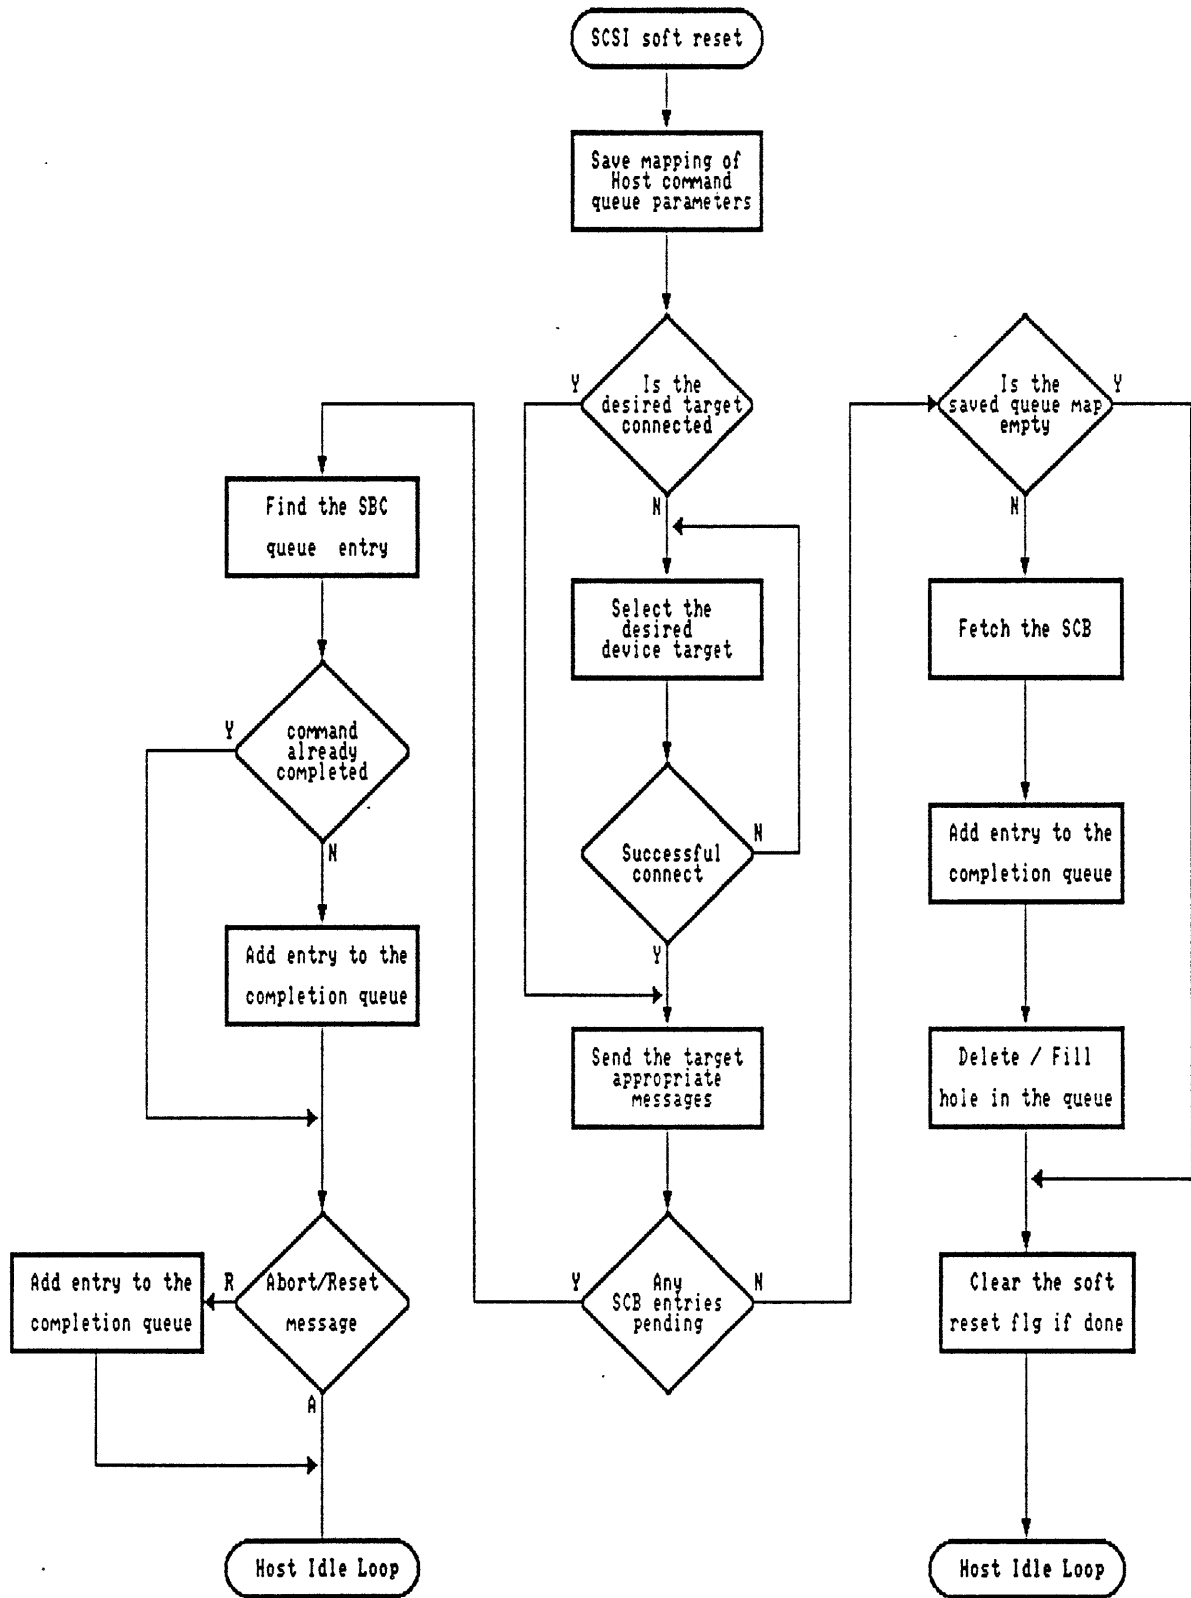 SCSI soft reset
Save mapping of
Host command
queue parameters
Y
Is the
desired target
connected
N
Select the
desired
device target
Successful
connect
N
Y
Send the target
appropriate
messages
Y
Any
SCB entries
pending
N
Find the SBC
queue entry
Y
command
already
completed
N
Add entry to the
completion queue
R
Abort/Reset
message
A
Add entry to the
completion queue
Host Idle Loop
Is the
saved queue map
empty
Y
N
Fetch the SCB
Add entry to the
completion queue
Delete / Fill
hole in the queue
Clear the soft
reset flg if done
Host Idle Loop